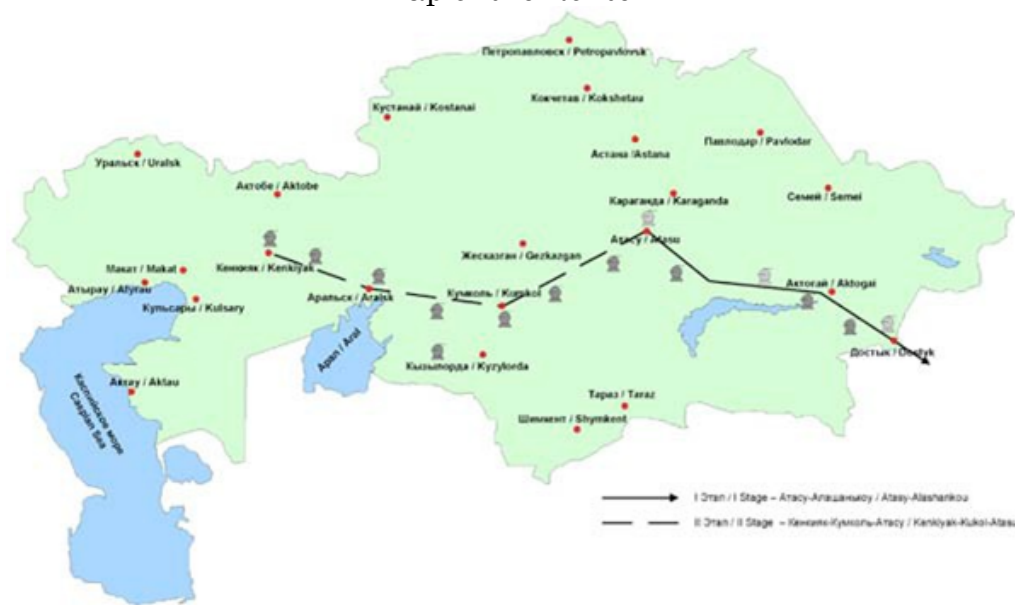 Петропавловск / Petropavlovsk
Кокчетав / Kokshetau
Кустанай / Kostanai
Павлодар / Pavlodar
Астана /Astana
Уральск / Uralsk
Актобе / Aktobe
Караганда / Karaganda
Семей / Semei
Атасу / Atasu
Жесказган / Gezkazgan
Кенкияк / Kenkiyak
Макат / Makat
Атырау / Atyrau
Актогай / Aktogai
Аральск / Aralsk
Кумколь / Kumkol
Кульсары / Kulsary
Арал / Aral
Достык / Dostyk
Кызылорда / Kyzylorda
Актау / Aktau
Тараз / Taraz
Каспийское море
Caspian Sea
Шимкент / Shymkent
I Этап / I Stage – Атасу-Алашанькоу / Atasy-Alashankou
II Этап / II Stage – Кенкияк-Кумколь-Атасу / Kenkiyak-Kukol-Atasu